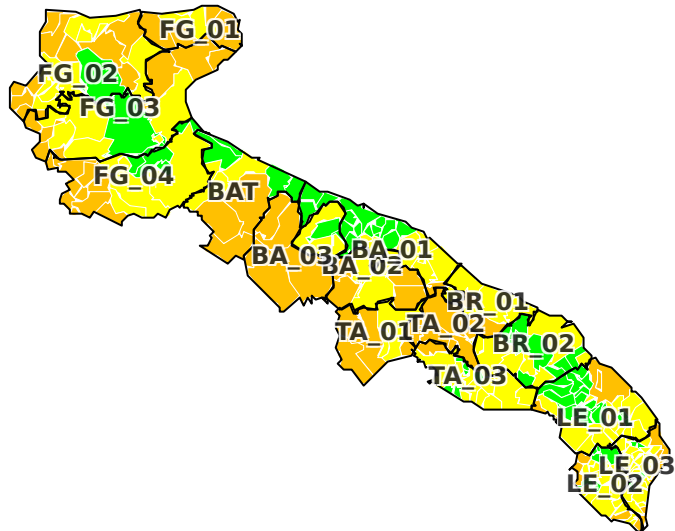 FG_01
FG_02
FG_03
FG_04
BAT
BA_01
BA_03
BA_02
BR_01
TA_02
TA_01
BR_02
TA_03
LE_01
LE_03
LE_02